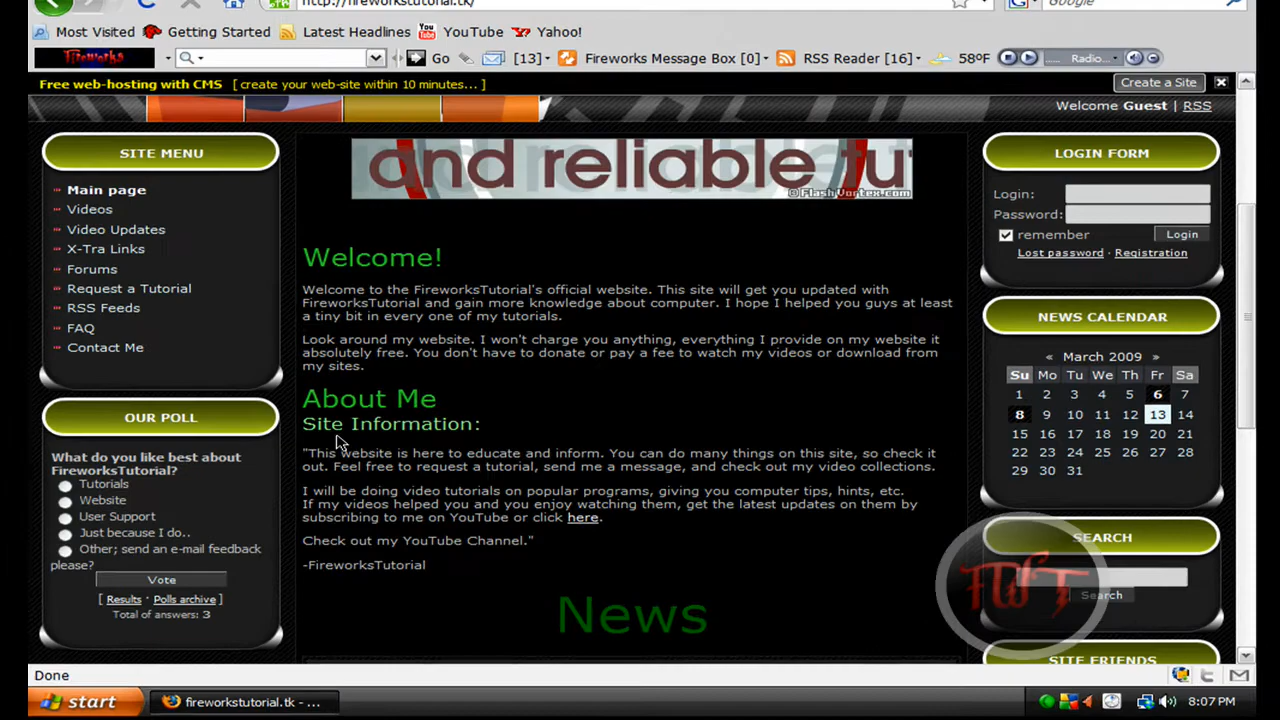 http://fireworkstutorial.tk/
Google
Most Visited Getting Started Latest Headlines YouTube Yahoo!
Fireworks Go [13] Fireworks Message Box [0] RSS Reader [16] 58°F Radio...
Free web-hosting with CMS [ create your web-site within 10 minutes... ] Create a Site
Welcome Guest | RSS
SITE MENU
Main page
Videos
Video Updates
X-Tra Links
Forums
Request a Tutorial
RSS Feeds
FAQ
Contact Me
OUR POLL
What do you like best about
FireworksTutorial?
Tutorials
Website
User Support
Just because I do..
Other; send an e-mail feedback
please?
Vote
[ Results · Polls archive ]
Total of answers: 3
and reliable tu
© FlashVortex.com
Welcome!
Welcome to the FireworksTutorial's official website. This site will get you updated with
FireworksTutorial and gain more knowledge about computer. I hope I helped you guys at least
a tiny bit in every one of my tutorials.
Look around my website. I won't charge you anything, everything I provide on my website it
absolutely free. You don't have to donate or pay a fee to watch my videos or download from
my sites.
About Me
Site Information:
"This website is here to educate and inform. You can do many things on this site, so check it
out. Feel free to request a tutorial, send me a message, and check out my video collections.
I will be doing video tutorials on popular programs, giving you computer tips, hints, etc.
If my videos helped you and you enjoy watching them, get the latest updates on them by
subscribing to me on YouTube or click here.
Check out my YouTube Channel."
-FireworksTutorial
News
LOGIN FORM
Login:
Password:
remember Login
Lost password · Registration
NEWS CALENDAR
« March 2009 »
Su Mo Tu We Th Fr Sa
1 2 3 4 5 6 7
8 9 10 11 12 13 14
15 16 17 18 19 20 21
22 23 24 25 26 27 28
29 30 31
SEARCH
Search
FWT
SITE FRIENDS
Done
start fireworkstutorial.tk - ... 8:07 PM